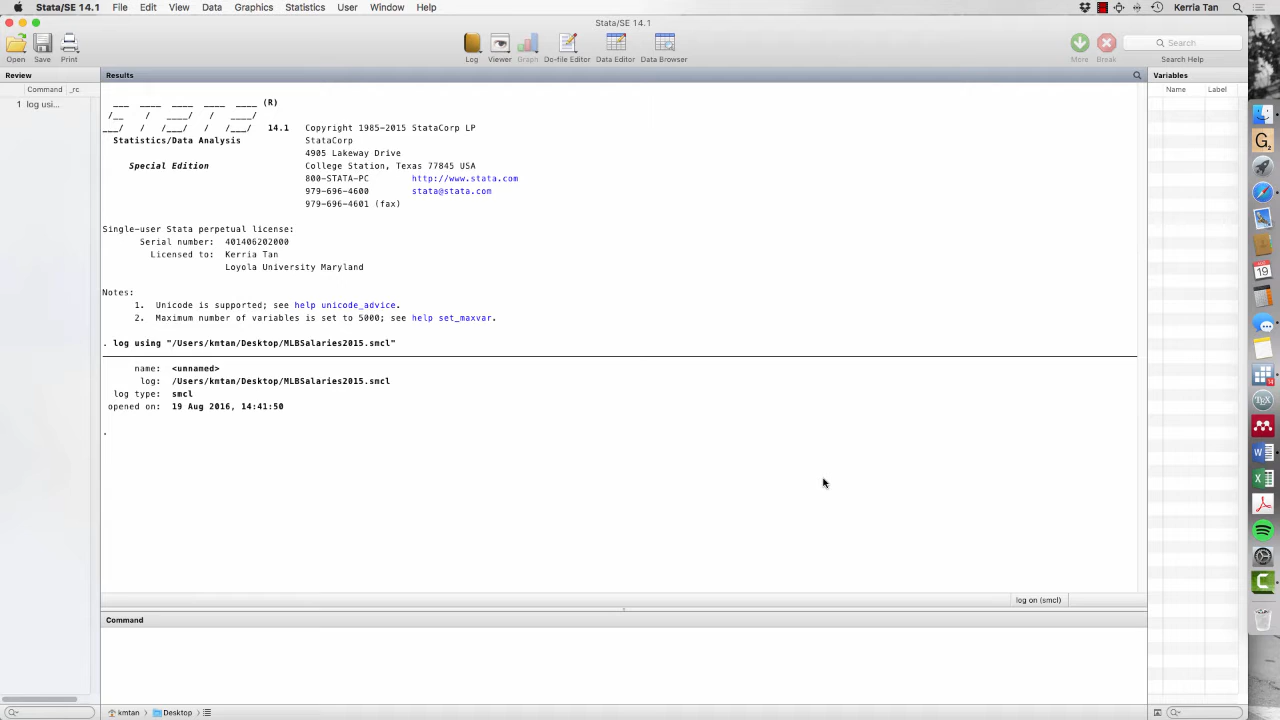 Stata/SE 14.1 File Edit View Data Graphics Statistics User Window Help Kerria Tan
Stata/SE 14.1
Open Save Print Log Viewer Graph Do-file Editor Data Editor Data Browser More Break Search
Search Help
Review
Results
Variables
Command _rc
Name Label
1 log usi...
(R)
14.1 Copyright 1985-2015 StataCorp LP
Statistics/Data Analysis StataCorp
4905 Lakeway Drive
Special Edition College Station, Texas 77845 USA
800-STATA-PC http://www.stata.com
979-696-4600 stata@stata.com
979-696-4601 (fax)
Single-user Stata perpetual license:
Serial number: 401406202000
Licensed to: Kerria Tan
Loyola University Maryland
Notes:
1. Unicode is supported; see help unicode_advice.
2. Maximum number of variables is set to 5000; see help set_maxvar.
. log using "/Users/kmtan/Desktop/MLBSalaries2015.smcl"
name: <unnamed>
log: /Users/kmtan/Desktop/MLBSalaries2015.smcl
log type: smcl
opened on: 19 Aug 2016, 14:41:50
.
log on (smcl)
Command
kmtan Desktop